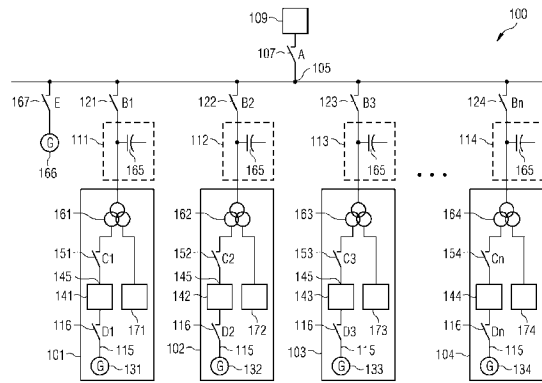 109
100
107 A
105
167 E 121 B1 122 B2 123 B3 124 Bn
111 112 113 114
165 165 165 165
G
166
. . .
161 162 163 164
151 C1 152 C2 153 C3 154 Cn
145 145 145
141 142 143 144
116 D1 171 116 D2 172 116 D3 173 116 Dn 174
115 115 115 115
101 G 102 G 103 G 104 G
131 132 133 134